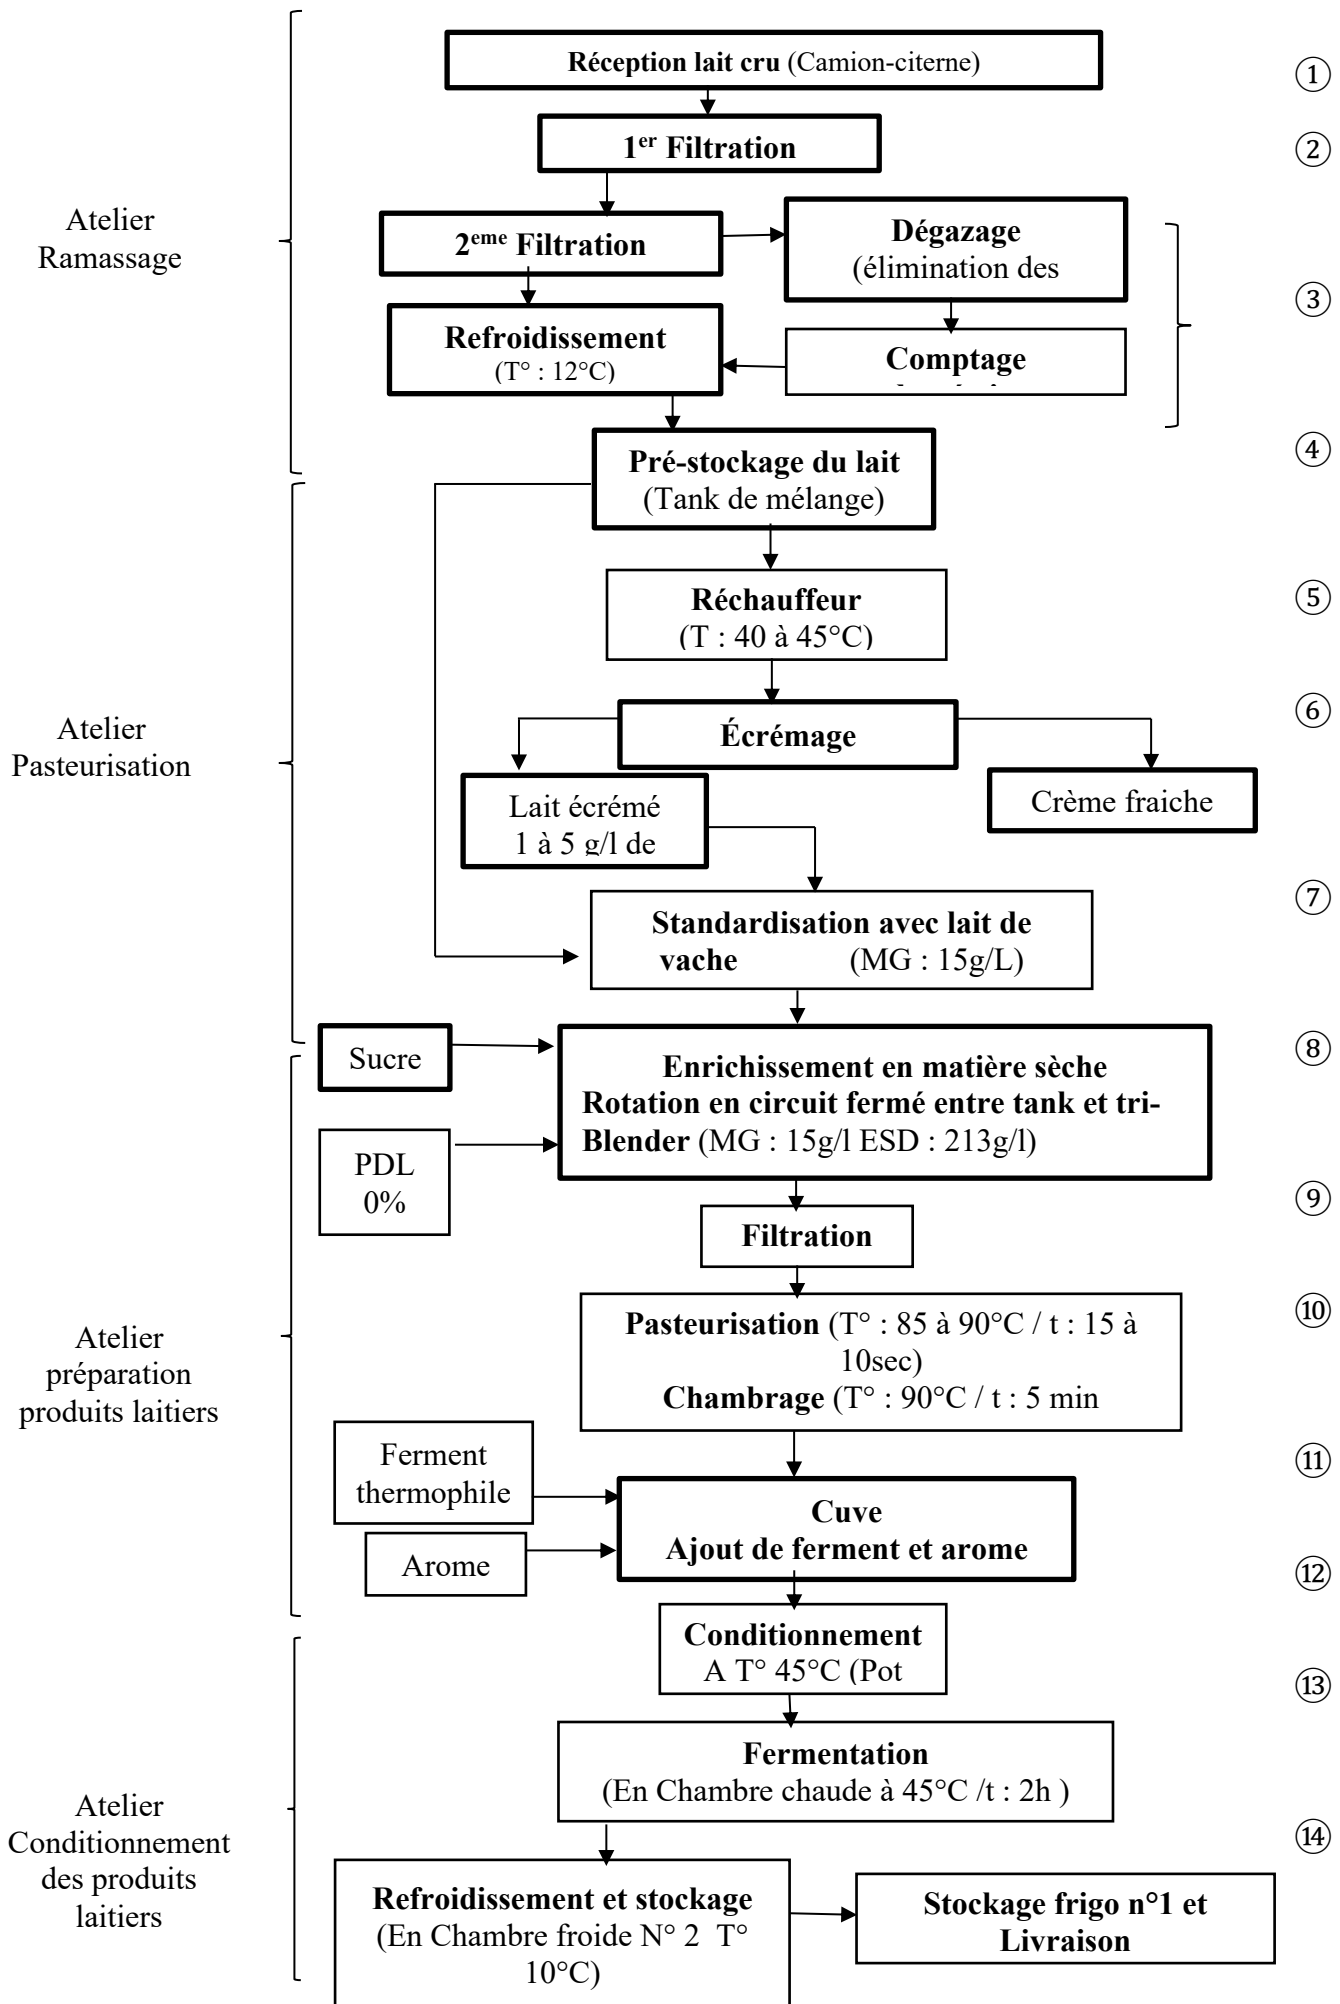 Réception lait cru (Camion-citerne)
①
1er Filtration
②
Atelier
Ramassage
2eme Filtration
Dégazage
(élimination des
③
Refroidissement
(T° : 12°C)
Comptage
Pré-stockage du lait
(Tank de mélange)
④
Réchauffeur
(T : 40 à 45°C)
⑤
Atelier
Pasteurisation
Écrémage
⑥
Lait écrémé
1 à 5 g/l de
Crème fraiche
Standardisation avec lait de
vache (MG : 15g/L)
⑦
Sucre
PDL
0%
Enrichissement en matière sèche
Rotation en circuit fermé entre tank et tri-
Blender (MG : 15g/l ESD : 213g/l)
⑧
Filtration
⑨
Atelier
préparation
produits laitiers
Pasteurisation (T° : 85 à 90°C / t : 15 à
10sec)
Chambrage (T° : 90°C / t : 5 min
⑩
Ferment
thermophile
Arome
Cuve
Ajout de ferment et arome
⑪
⑫
Conditionnement
A T° 45°C (Pot
⑬
Fermentation
(En Chambre chaude à 45°C /t : 2h )
Atelier
Conditionnement
des produits
laitiers
⑭
Refroidissement et stockage
(En Chambre froide N° 2 T°
10°C)
Stockage frigo n°1 et
Livraison